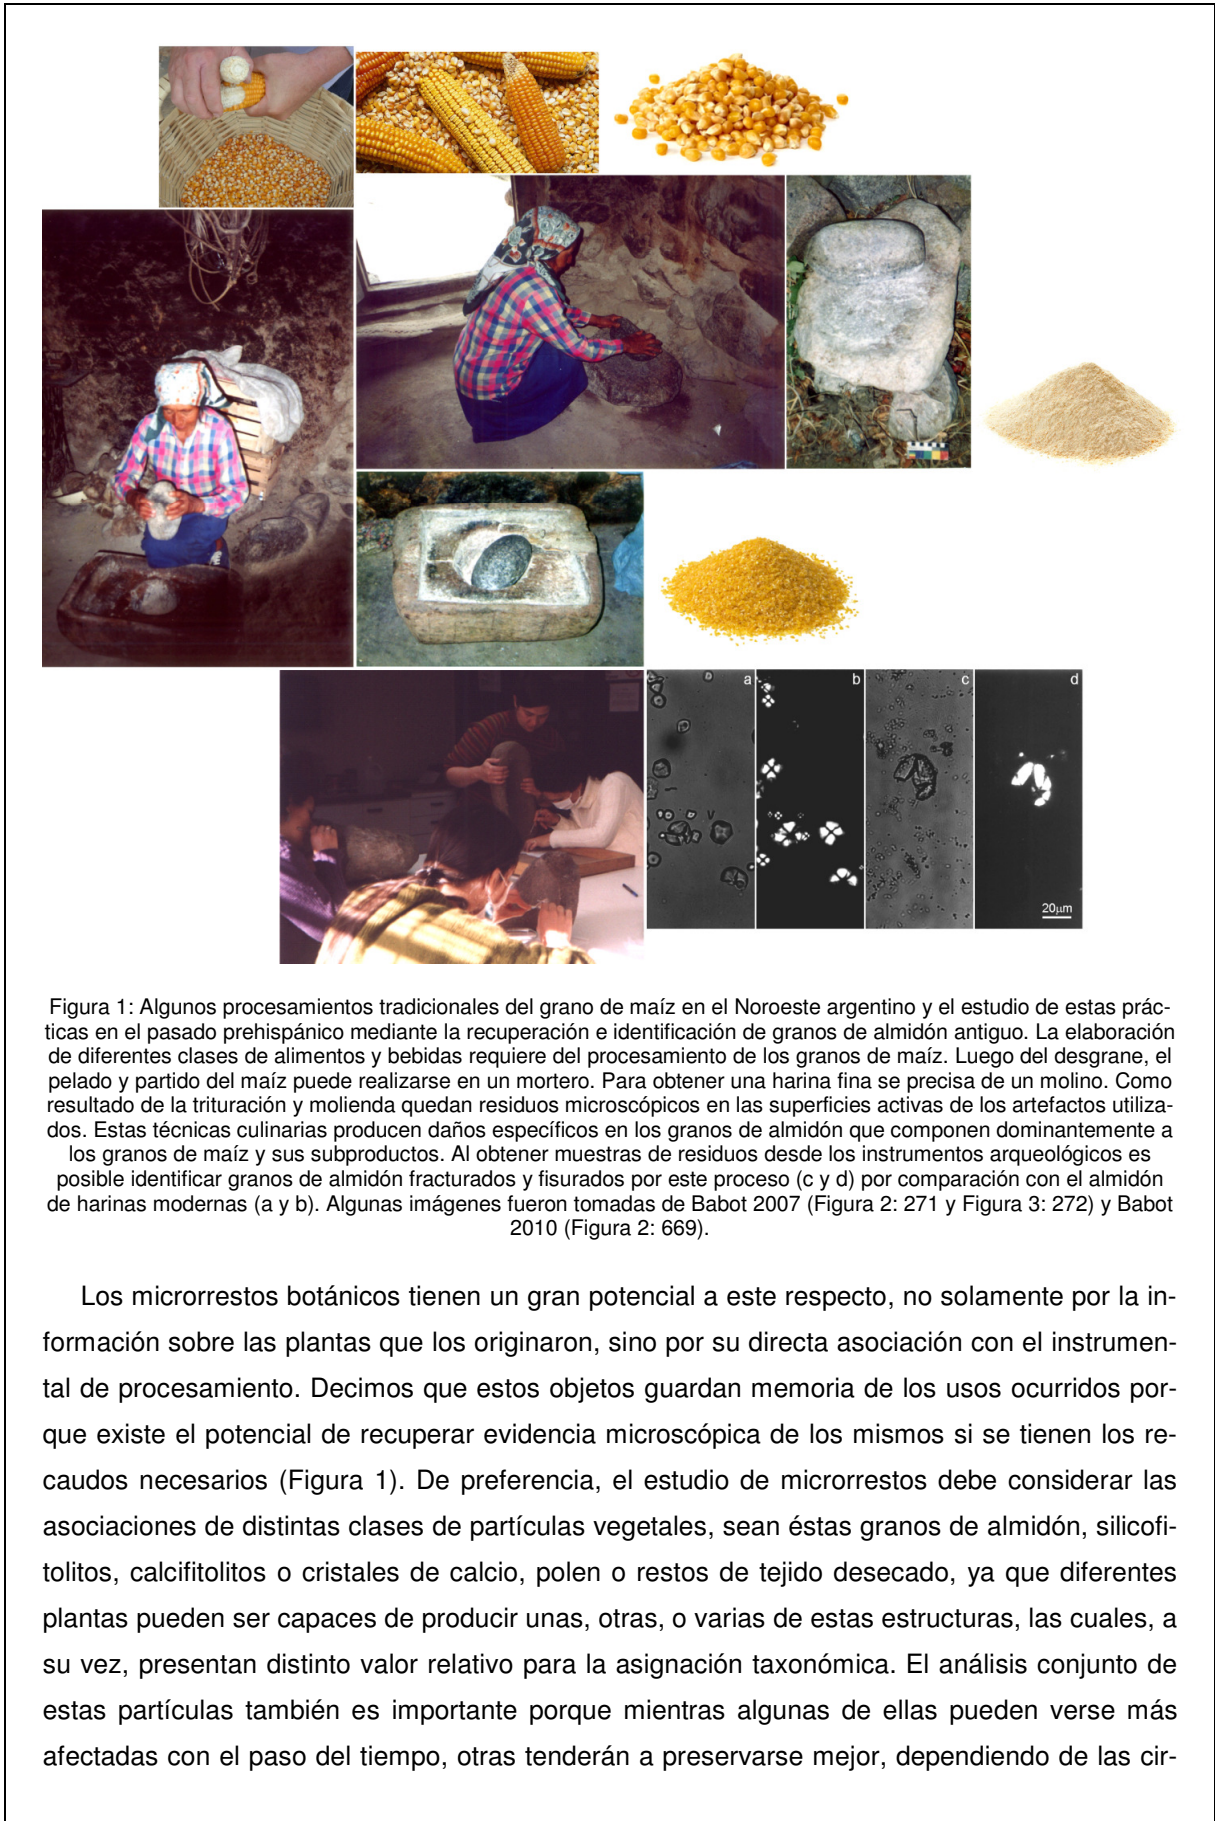 a b c d
20µm
Figura 1: Algunos procesamientos tradicionales del grano de maíz en el Noroeste argentino y el estudio de estas prác-
ticas en el pasado prehispánico mediante la recuperación e identificación de granos de almidón antiguo. La elaboración
de diferentes clases de alimentos y bebidas requiere del procesamiento de los granos de maíz. Luego del desgrane, el
pelado y partido del maíz puede realizarse en un mortero. Para obtener una harina fina se precisa de un molino. Como
resultado de la trituración y molienda quedan residuos microscópicos en las superficies activas de los artefactos utiliza-
dos. Estas técnicas culinarias producen daños específicos en los granos de almidón que componen dominantemente a
los granos de maíz y sus subproductos. Al obtener muestras de residuos desde los instrumentos arqueológicos es
posible identificar granos de almidón fracturados y fisurados por este proceso (c y d) por comparación con el almidón
de harinas modernas (a y b). Algunas imágenes fueron tomadas de Babot 2007 (Figura 2: 271 y Figura 3: 272) y Babot
2010 (Figura 2: 669).
Los microrrestos botánicos tienen un gran potencial a este respecto, no solamente por la in-
formación sobre las plantas que los originaron, sino por su directa asociación con el instrumen-
tal de procesamiento. Decimos que estos objetos guardan memoria de los usos ocurridos por-
que existe el potencial de recuperar evidencia microscópica de los mismos si se tienen los re-
caudos necesarios (Figura 1). De preferencia, el estudio de microrrestos debe considerar las
asociaciones de distintas clases de partículas vegetales, sean éstas granos de almidón, silicofi-
tolitos, calcifitolitos o cristales de calcio, polen o restos de tejido desecado, ya que diferentes
plantas pueden ser capaces de producir unas, otras, o varias de estas estructuras, las cuales, a
su vez, presentan distinto valor relativo para la asignación taxonómica. El análisis conjunto de
estas partículas también es importante porque mientras algunas de ellas pueden verse más
afectadas con el paso del tiempo, otras tenderán a preservarse mejor, dependiendo de las cir-